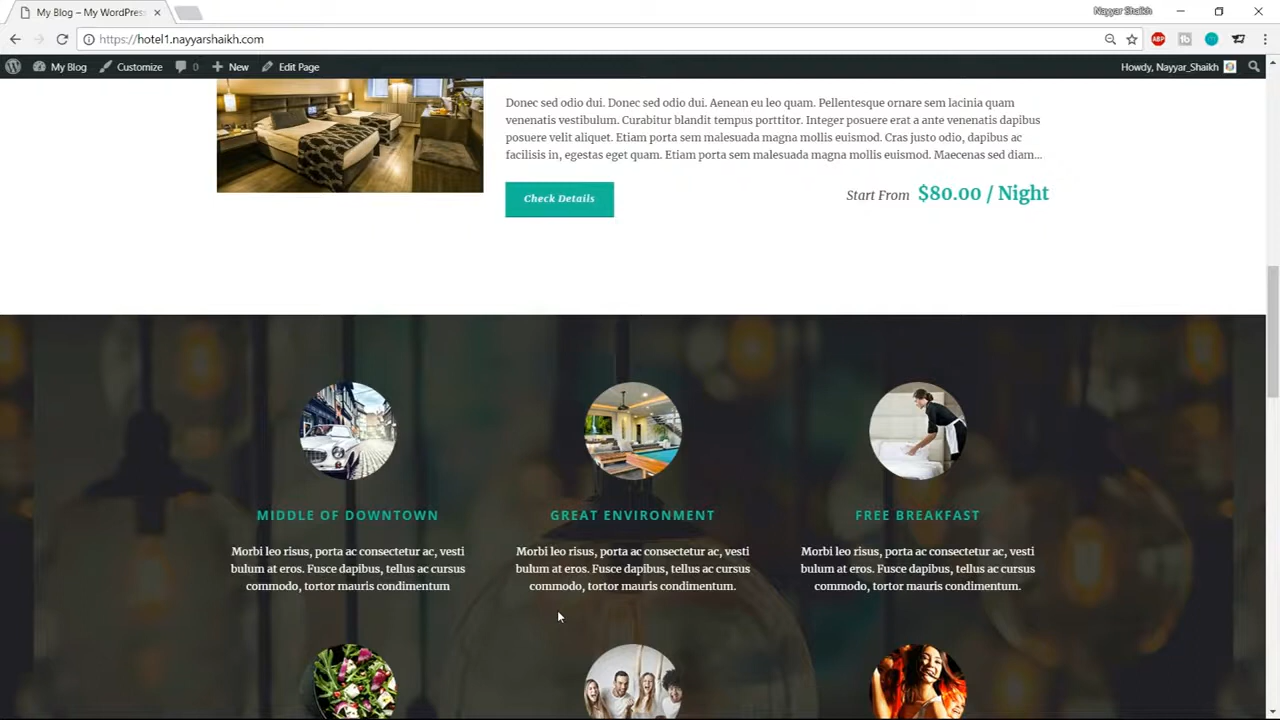 My Blog – My WordPress
Nayyar Shaikh
https://hotel1.nayyarshaikh.com
ABP
My Blog
Customize
0
New
Edit Page
Howdy, Nayyar_Shaikh
Donec sed odio dui. Donec sed odio dui. Aenean eu leo quam. Pellentesque ornare sem lacinia quam
venenatis vestibulum. Curabitur blandit tempus porttitor. Integer posuere erat a ante venenatis dapibus
posuere velit aliquet. Etiam porta sem malesuada magna mollis euismod. Cras justo odio, dapibus ac
facilisis in, egestas eget quam. Etiam porta sem malesuada magna mollis euismod. Maecenas sed diam...
Check Details
Start From $80.00 / Night
MIDDLE OF DOWNTOWN
Morbi leo risus, porta ac consectetur ac, vesti
bulum at eros. Fusce dapibus, tellus ac cursus
commodo, tortor mauris condimentum
GREAT ENVIRONMENT
Morbi leo risus, porta ac consectetur ac, vesti
bulum at eros. Fusce dapibus, tellus ac cursus
commodo, tortor mauris condimentum.
FREE BREAKFAST
Morbi leo risus, porta ac consectetur ac, vesti
bulum at eros. Fusce dapibus, tellus ac cursus
commodo, tortor mauris condimentum.